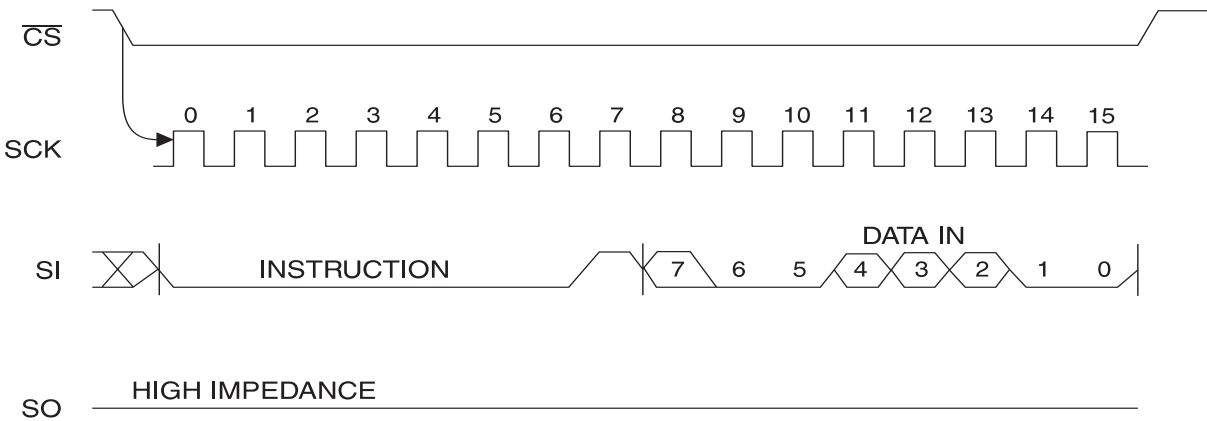 CS
0 1 2 3 4 5 6 7 8 9 10 11 12 13 14 15
SCK
DATA IN
SI INSTRUCTION 7 6 5 4 3 2 1 0
HIGH IMPEDANCE
SO